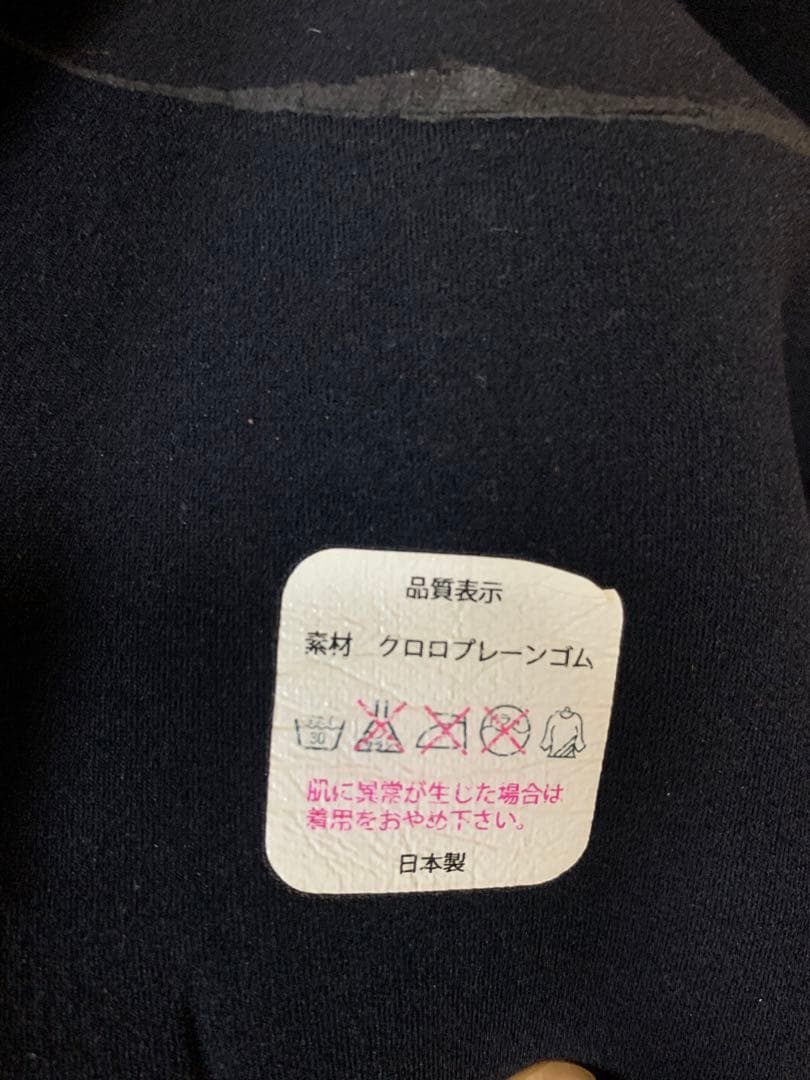 品質表示
素材　クロロプレーンゴム
30
肌に異常が生じた場合は
着用をおやめ下さい。
日本製